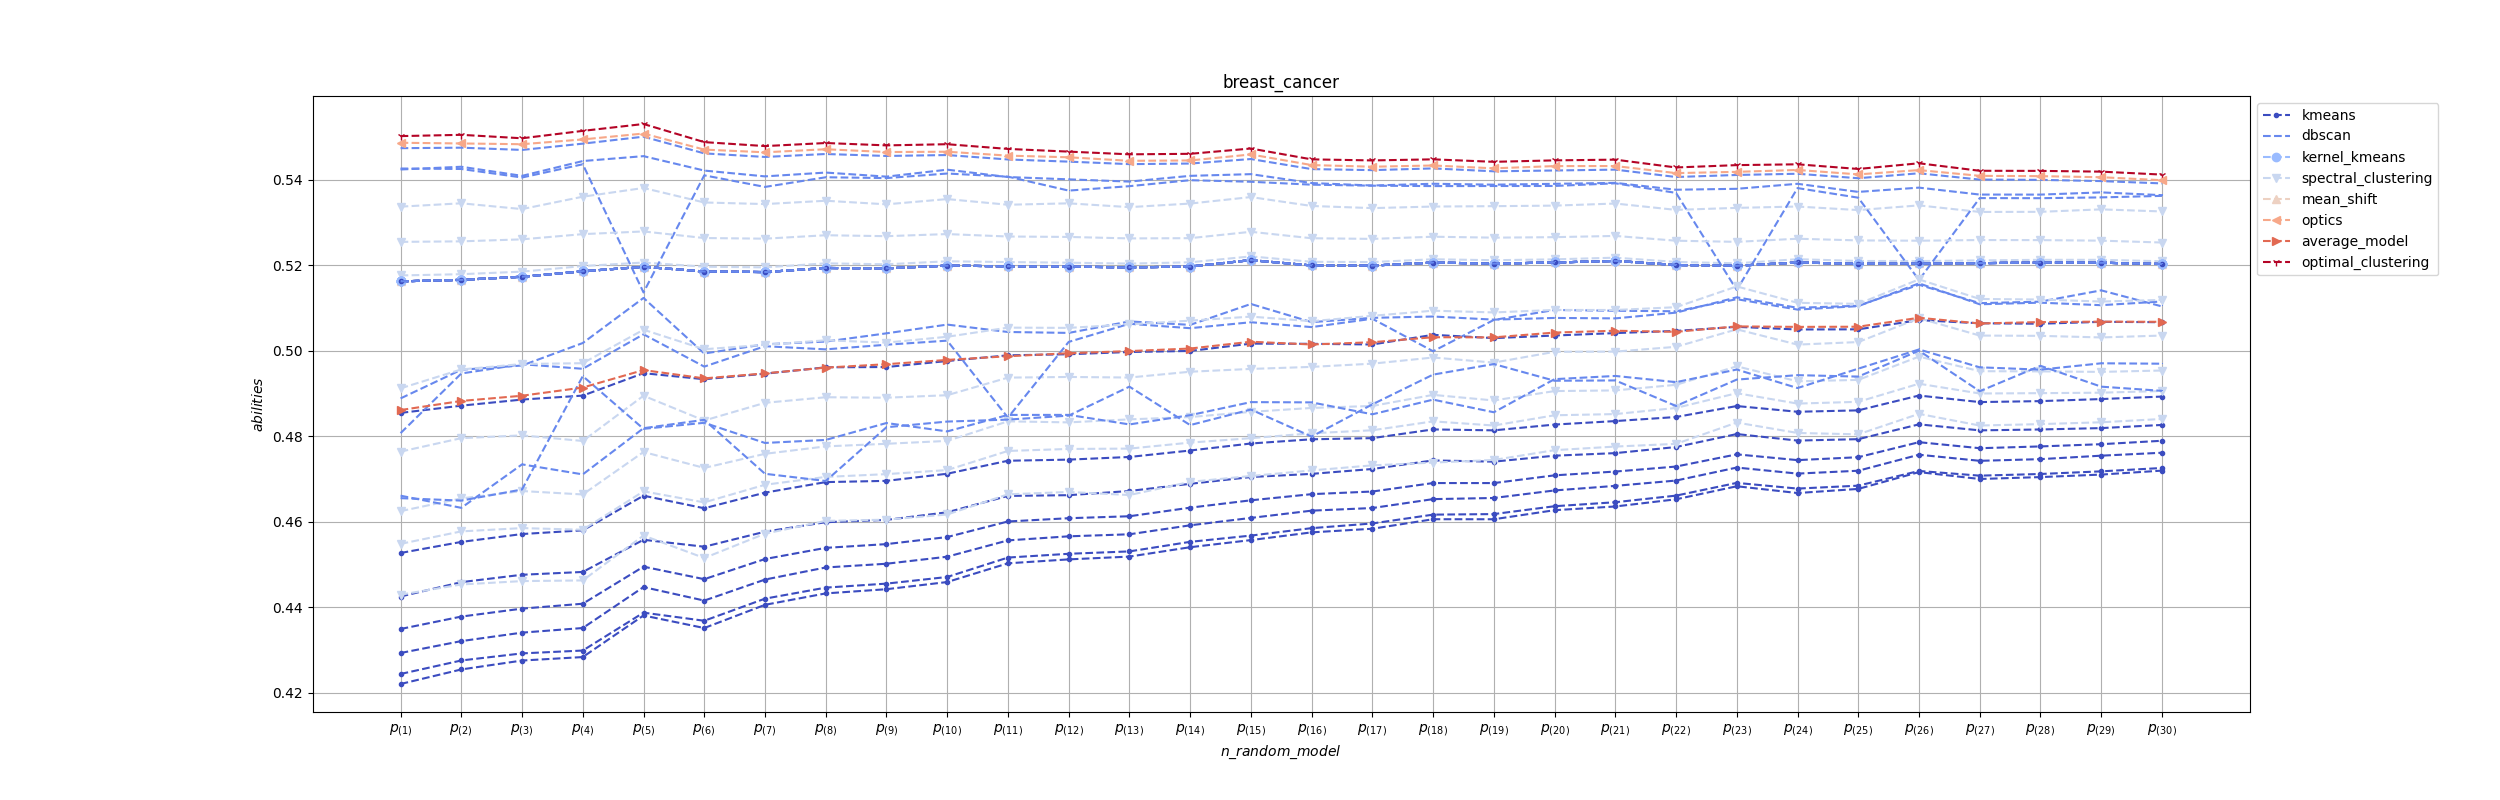 breast_cancer
kmeans
dbscan
kernel_kmeans
spectral_clustering
mean_shift
optics
average_model
optimal_clustering
abilities
0.54
0.52
0.50
0.48
0.46
0.44
0.42
p(1) p(2) p(3) p(4) p(5) p(6) p(7) p(8) p(9) p(10) p(11) p(12) p(13) p(14) p(15) p(16) p(17) p(18) p(19) p(20) p(21) p(22) p(23) p(24) p(25) p(26) p(27) p(28) p(29) p(30)
n_random_model